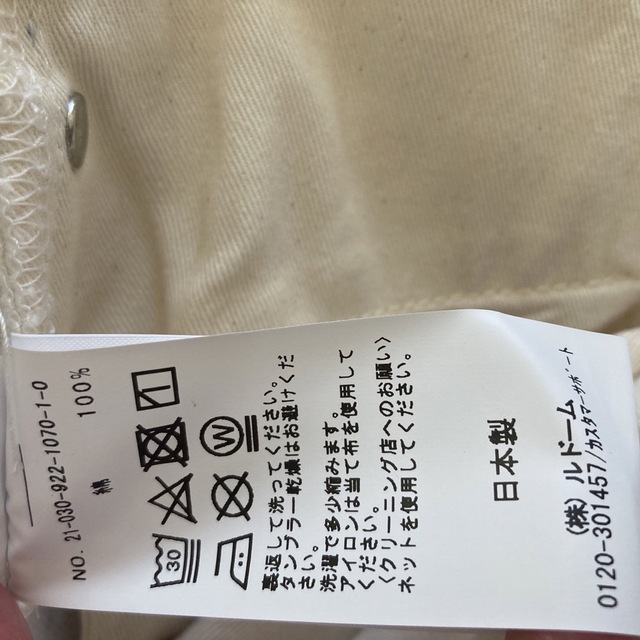 NO. 21-030-922-1070-1-0
綿 100%
30
W
裏返して洗ってください。
タンブラー乾燥はお避けくだ
さい。
洗濯で多少縮みます。
アイロンは当て布を使用して
ください。
〈クリーニング店へのお願い〉
ネットを使用してください。
日本製
(株) ルドーム
0120-301457/カスタマーサポート